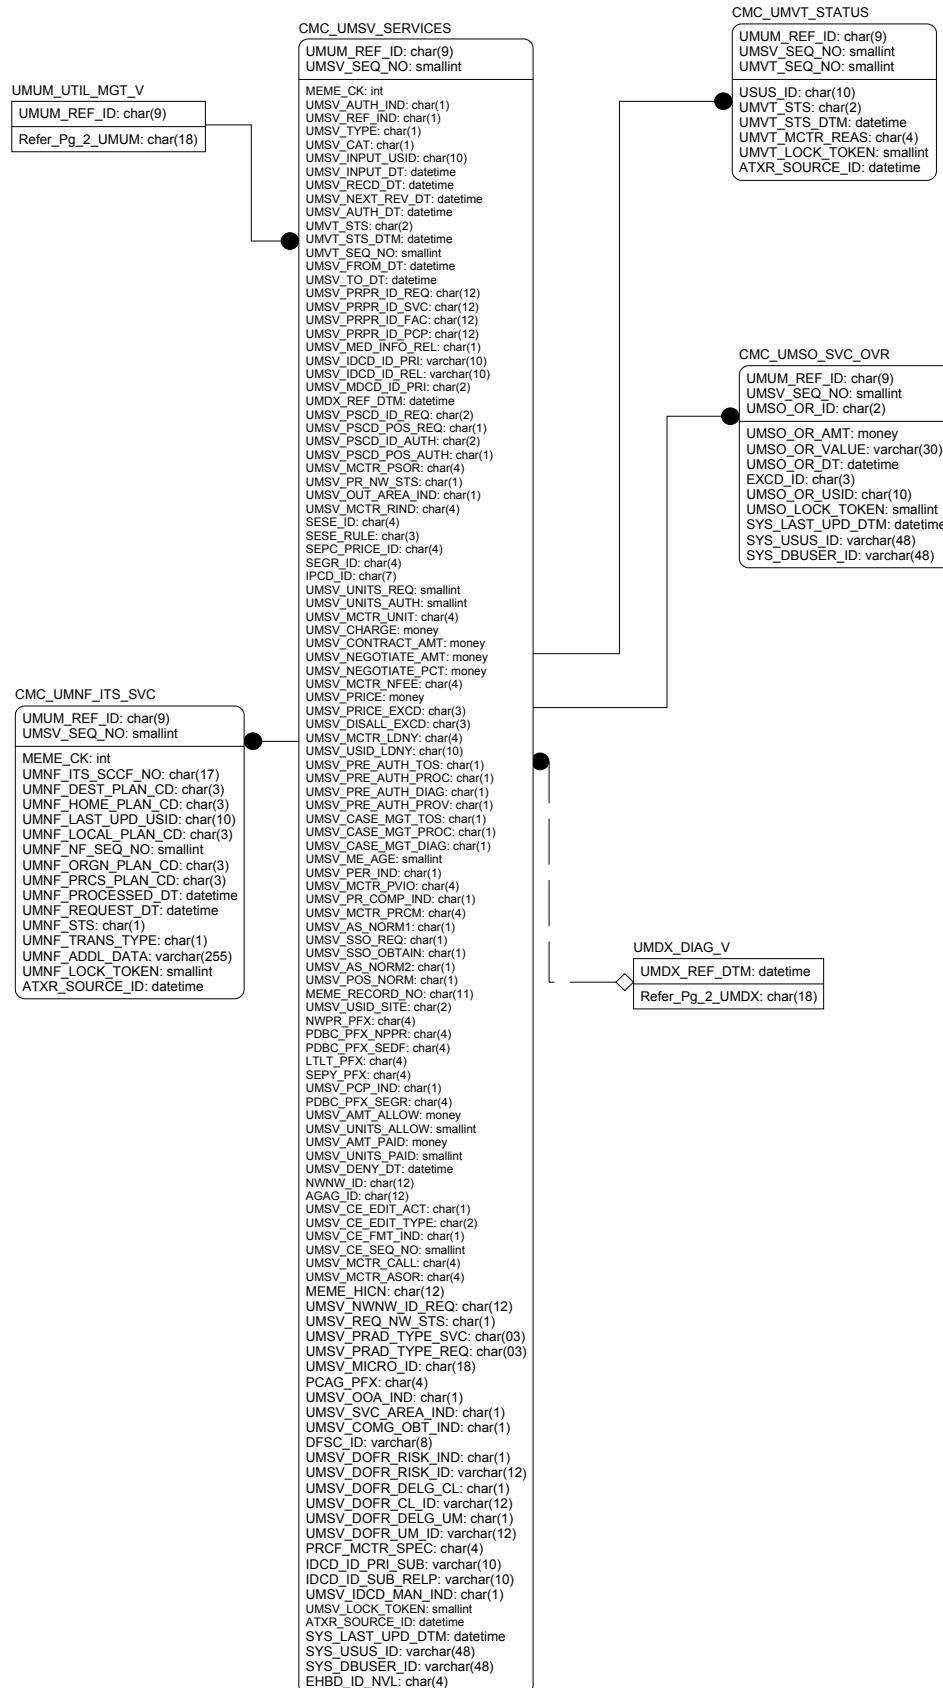 UMUM_UTIL_MGT_V
UMUM_REF_ID: char(9)
Refer_Pg_2_UMUM: char(18)
CMC_UMNF_ITS_SVC
UMUM_REF_ID: char(9)
UMSV_SEQ_NO: smallint
MEME_CK: int
UMNF_ITS_SCCF_NO: char(17)
UMNF_DEST_PLAN_CD: char(3)
UMNF_HOME_PLAN_CD: char(3)
UMNF_LAST_UPD_USID: char(10)
UMNF_LOCAL_PLAN_CD: char(3)
UMNF_NF_SEQ_NO: smallint
UMNF_ORGN_PLAN_CD: char(3)
UMNF_PRCS_PLAN_CD: char(3)
UMNF_PROCESSED_DT: datetime
UMNF_REQUEST_DT: datetime
UMNF_STS: char(1)
UMNF_TRANS_TYPE: char(1)
UMNF_ADDL_DATA: varchar(255)
UMNF_LOCK_TOKEN: smallint
ATXR_SOURCE_ID: datetime
CMC_UMSV_SERVICES
UMUM_REF_ID: char(9)
UMSV_SEQ_NO: smallint
MEME_CK: int
UMSV_AUTH_IND: char(1)
UMSV_REF_IND: char(1)
UMSV_TYPE: char(1)
UMSV_CAT: char(1)
UMSV_INPUT_USID: char(10)
UMSV_INPUT_DT: datetime
UMSV_RECD_DT: datetime
UMSV_NEXT_REV_DT: datetime
UMSV_AUTH_DT: datetime
UMVT_STS: char(2)
UMVT_STS_DTM: datetime
UMVT_SEQ_NO: smallint
UMSV_FROM_DT: datetime
UMSV_TO_DT: datetime
UMSV_PRPR_ID_REQ: char(12)
UMSV_PRPR_ID_SVC: char(12)
UMSV_PRPR_ID_FAC: char(12)
UMSV_PRPR_ID_PCP: char(12)
UMSV_MED_INFO_REL: char(1)
UMSV_IDCD_ID_PRI: varchar(10)
UMSV_IDCD_ID_REL: varchar(10)
UMSV_MDCD_ID_PRI: char(2)
UMDX_REF_DTM: datetime
UMSV_PSCD_ID_REQ: char(2)
UMSV_PSCD_POS_REQ: char(1)
UMSV_PSCD_ID_AUTH: char(2)
UMSV_PSCD_POS_AUTH: char(1)
UMSV_MCTR_PSOR: char(4)
UMSV_PR_NW_STS: char(1)
UMSV_OUT_AREA_IND: char(1)
UMSV_MCTR_RIND: char(4)
SESE_ID: char(4)
SESE_RULE: char(3)
SEPC_PRICE_ID: char(4)
SEGR_ID: char(4)
IPCD_ID: char(7)
UMSV_UNITS_REQ: smallint
UMSV_UNITS_AUTH: smallint
UMSV_MCTR_UNIT: char(4)
UMSV_CHARGE: money
UMSV_CONTRACT_AMT: money
UMSV_NEGOTIATE_AMT: money
UMSV_NEGOTIATE_PCT: money
UMSV_MCTR_NFEE: char(4)
UMSV_PRICE: money
UMSV_PRICE_EXCD: char(3)
UMSV_DISALL_EXCD: char(3)
UMSV_MCTR_LDNY: char(4)
UMSV_USID_LDNY: char(10)
UMSV_PRE_AUTH_TOS: char(1)
UMSV_PRE_AUTH_PROC: char(1)
UMSV_PRE_AUTH_DIAG: char(1)
UMSV_PRE_AUTH_PROV: char(1)
UMSV_CASE_MGT_TOS: char(1)
UMSV_CASE_MGT_PROC: char(1)
UMSV_CASE_MGT_DIAG: char(1)
UMSV_ME_AGE: smallint
UMSV_PER_IND: char(1)
UMSV_MCTR_PVIO: char(4)
UMSV_PR_COMP_IND: char(1)
UMSV_MCTR_PRCM: char(4)
UMSV_AS_NORM1: char(1)
UMSV_SSO_REQ: char(1)
UMSV_SSO_OBTAIN: char(1)
UMSV_AS_NORM2: char(1)
UMSV_POS_NORM: char(1)
MEME_RECORD_NO: char(11)
UMSV_USID_SITE: char(2)
NWPR_PFX: char(4)
PDBC_PFX_NPPR: char(4)
PDBC_PFX_SEDF: char(4)
LTLT_PFX: char(4)
SEPY_PFX: char(4)
UMSV_PCP_IND: char(1)
PDBC_PFX_SEGR: char(4)
UMSV_AMT_ALLOW: money
UMSV_UNITS_ALLOW: smallint
UMSV_AMT_PAID: money
UMSV_UNITS_PAID: smallint
UMSV_DENY_DT: datetime
NWNW_ID: char(12)
AGAG_ID: char(12)
UMSV_CE_EDIT_ACT: char(1)
UMSV_CE_EDIT_TYPE: char(2)
UMSV_CE_FMT_IND: char(1)
UMSV_CE_SEQ_NO: smallint
UMSV_MCTR_CALL: char(4)
UMSV_MCTR_ASOR: char(4)
MEME_HICN: char(12)
UMSV_NWNW_ID_REQ: char(12)
UMSV_REQ_NW_STS: char(1)
UMSV_PRAD_TYPE_SVC: char(03)
UMSV_PRAD_TYPE_REQ: char(03)
UMSV_MICRO_ID: char(18)
PCAG_PFX: char(4)
UMSV_OOA_IND: char(1)
UMSV_SVC_AREA_IND: char(1)
UMSV_COMG_OBT_IND: char(1)
DFSC_ID: varchar(8)
UMSV_DOFR_RISK_IND: char(1)
UMSV_DOFR_RISK_ID: varchar(12)
UMSV_DOFR_DELG_CL: char(1)
UMSV_DOFR_CL_ID: varchar(12)
UMSV_DOFR_DELG_UM: char(1)
UMSV_DOFR_UM_ID: varchar(12)
PRCF_MCTR_SPEC: char(4)
IDCD_ID_PRI_SUB: varchar(10)
IDCD_ID_SUB_RELP: varchar(10)
UMSV_IDCD_MAN_IND: char(1)
UMSV_LOCK_TOKEN: smallint
ATXR_SOURCE_ID: datetime
SYS_LAST_UPD_DTM: datetime
SYS_USUS_ID: varchar(48)
SYS_DBUSER_ID: varchar(48)
EHBD_ID_NVL: char(4)
CMC_UMVT_STATUS
UMUM_REF_ID: char(9)
UMSV_SEQ_NO: smallint
UMVT_SEQ_NO: smallint
USUS_ID: char(10)
UMVT_STS: char(2)
UMVT_STS_DTM: datetime
UMVT_MCTR_REAS: char(4)
UMVT_LOCK_TOKEN: smallint
ATXR_SOURCE_ID: datetime
CMC_UMSO_SVC_OVR
UMUM_REF_ID: char(9)
UMSV_SEQ_NO: smallint
UMSO_OR_ID: char(2)
UMSO_OR_AMT: money
UMSO_OR_VALUE: varchar(30)
UMSO_OR_DT: datetime
EXCD_ID: char(3)
UMSO_OR_USID: char(10)
UMSO_LOCK_TOKEN: smallint
SYS_LAST_UPD_DTM: datetime
SYS_USUS_ID: varchar(48)
SYS_DBUSER_ID: varchar(48)
UMDX_DIAG_V
UMDX_REF_DTM: datetime
Refer_Pg_2_UMDX: char(18)